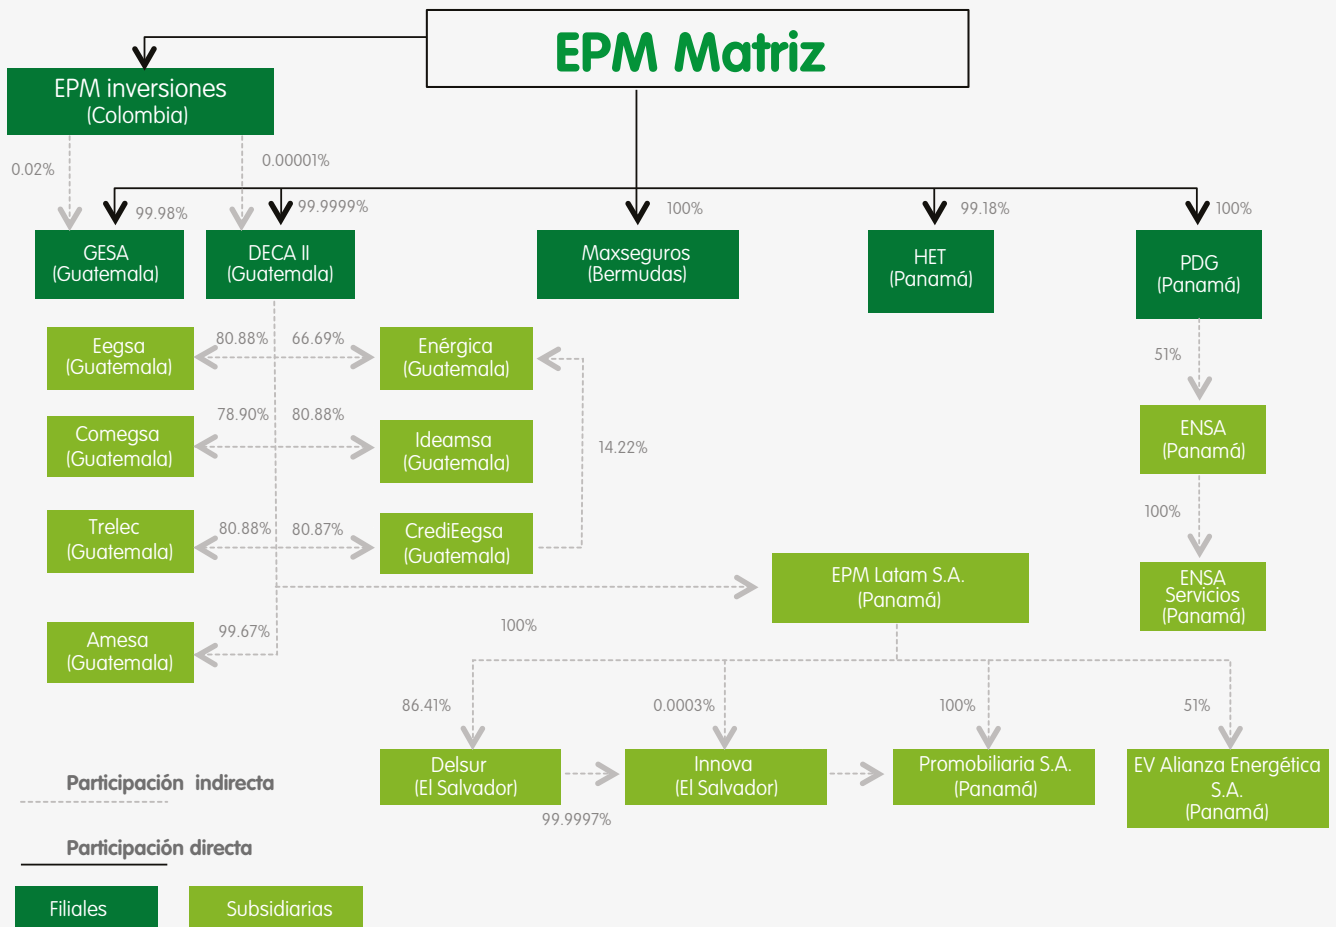 EPM Matriz
EPM inversiones
(Colombia)
0.02%
0.00001%
99.98%
99.9999%
100%
99.18%
100%
GESA
(Guatemala)
DECA II
(Guatemala)
Maxseguros
(Bermudas)
HET
(Panamá)
PDG
(Panamá)
Eegsa
(Guatemala)
80.88%
66.69%
Enérgica
(Guatemala)
51%
Comegsa
(Guatemala)
78.90%
80.88%
Ideamsa
(Guatemala)
14.22%
ENSA
(Panamá)
Trelec
(Guatemala)
80.88%
80.87%
CrediEegsa
(Guatemala)
100%
EPM Latam S.A.
(Panamá)
ENSA
Servicios
(Panamá)
Amesa
(Guatemala)
99.67%
100%
86.41%
0.0003%
100%
51%
Delsur
(El Salvador)
Innova
(El Salvador)
Promobiliaria S.A.
(Panamá)
EV Alianza Energética
S.A.
(Panamá)
99.9997%
Participación indirecta
Participación directa
Filiales
Subsidiarias